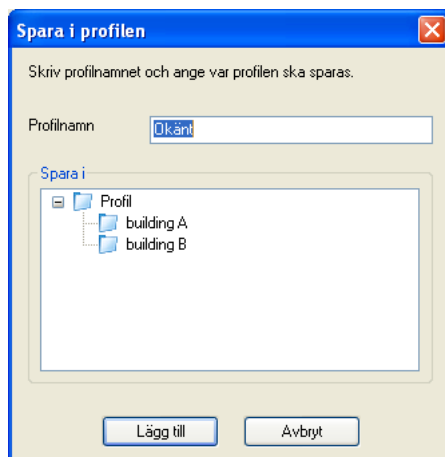 Spara i profilen
Skriv profilnamnet och ange var profilen ska sparas.
Profilnamn
Okänt
Spara i
Profil
building A
building B
Lägg till
Avbryt